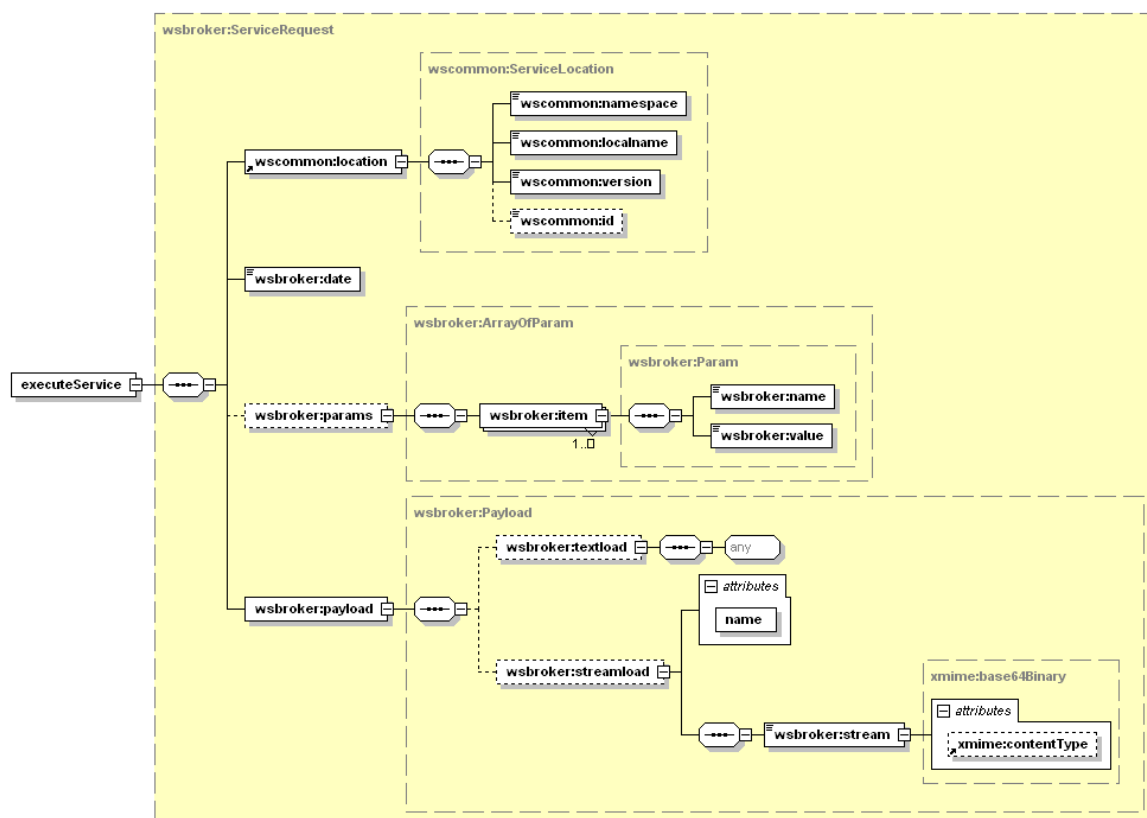 wsbroker:ServiceRequest
wscommon:ServiceLocation
wscommon:namespace
wscommon:localname
wscommon:location
wscommon:version
wscommon:id
wsbroker:date
wsbroker:ArrayOfParam
wsbroker:Param
executeService
wsbroker:name
wsbroker:params
wsbroker:item
wsbroker:value
1..
wsbroker:Payload
wsbroker:textload
any
attributes
wsbroker:payload
name
wsbroker:streamload
xmime:base64Binary
attributes
wsbroker:stream
xmime:contentType